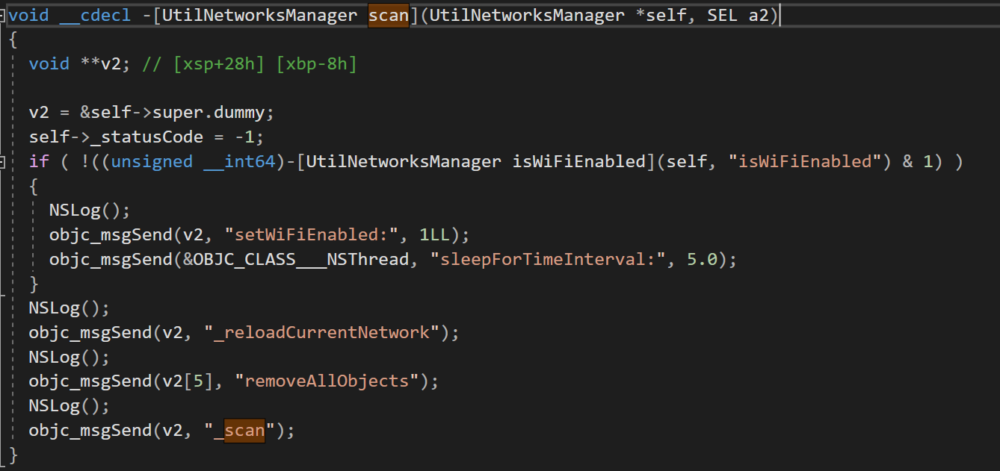 void __cdecl -[UtilNetworksManager scan](UtilNetworksManager *self, SEL a2)
{
  void **v2; // [xsp+28h] [xbp-8h]

  v2 = &self->super.dummy;
  self->_statusCode = -1;
  if ( !((unsigned __int64)-[UtilNetworksManager isWiFiEnabled](self, "isWiFiEnabled") & 1) )
  {
    NSLog();
    objc_msgSend(v2, "setWiFiEnabled:", 1LL);
    objc_msgSend(&OBJC_CLASS___NSThread, "sleepForTimeInterval:", 5.0);
  }
  NSLog();
  objc_msgSend(v2, "_reloadCurrentNetwork");
  NSLog();
  objc_msgSend(v2[5], "removeAllObjects");
  NSLog();
  objc_msgSend(v2, "_scan");
}